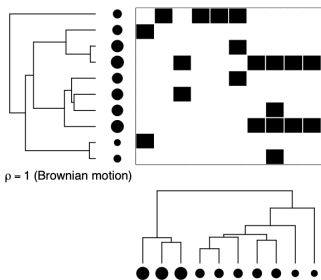 ρ = 1 (Brownian motion)